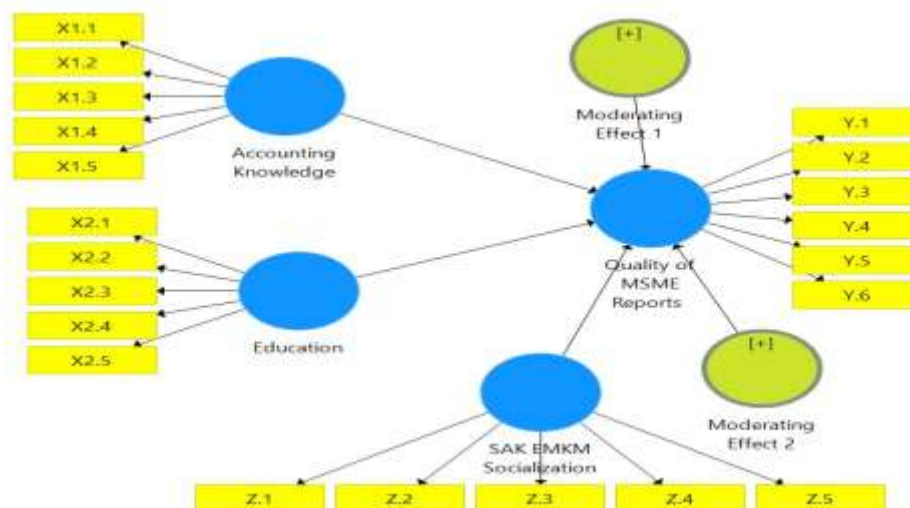 X1.1
X1.2
X1.3
X1.4
X1.5
Accounting
Knowledge
[+]
Moderating
Effect 1
Y.1
Y.2
Y.3
Y.4
Y.5
Y.6
Quality of
MSME
Reports
X2.1
X2.2
X2.3
X2.4
X2.5
Education
[+]
Moderating
Effect 2
SAK EMKM
Socialization
Z.1
Z.2
Z.3
Z.4
Z.5